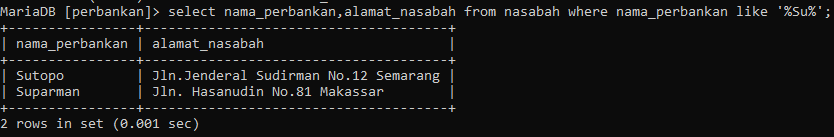 MariaDB [perbankan]> select nama_perbankan,alamat_nasabah from nasabah where nama_perbankan like '%Su%';
+----------------+-------------------------------------+
| nama_perbankan | alamat_nasabah                      |
+----------------+-------------------------------------+
| Sutopo         | Jln.Jenderal Sudirman No.12 Semarang |
| Suparman       | Jln. Hasanudin No.81 Makassar       |
+----------------+-------------------------------------+
2 rows in set (0.001 sec)